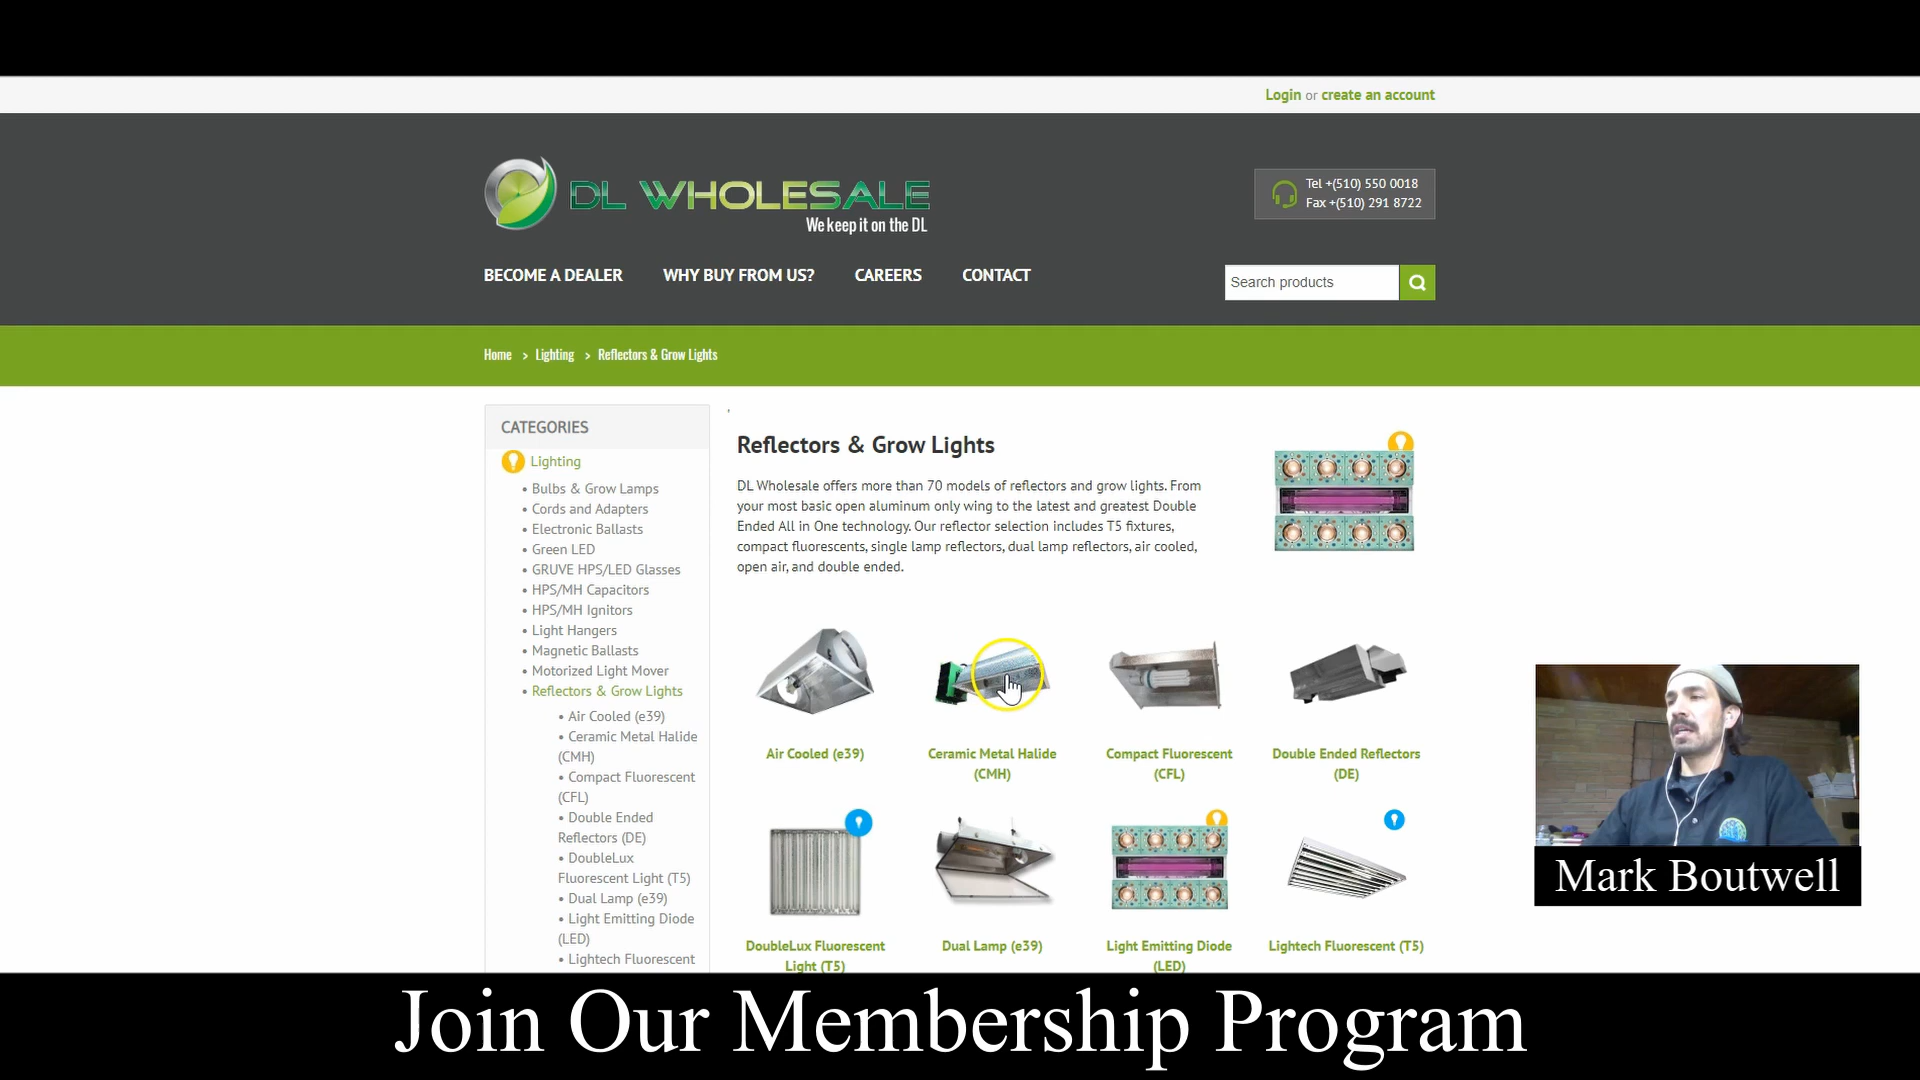 Login or create an account
DL WHOLESALE
We keep it on the DL
Tel +(510) 550 0018
Fax +(510) 291 8722
BECOME A DEALER
WHY BUY FROM US?
CAREERS
CONTACT
Search products
Home > Lighting > Reflectors & Grow Lights
CATEGORIES
Lighting
• Bulbs & Grow Lamps
• Cords and Adapters
• Electronic Ballasts
• Green LED
• GRUVE HPS/LED Glasses
• HPS/MH Capacitors
• HPS/MH Ignitors
• Light Hangers
• Magnetic Ballasts
• Motorized Light Mover
• Reflectors & Grow Lights
• Air Cooled (e39)
• Ceramic Metal Halide
(CMH)
• Compact Fluorescent
(CFL)
• Double Ended
Reflectors (DE)
• DoubleLux
Fluorescent Light (T5)
• Dual Lamp (e39)
• Light Emitting Diode
(LED)
• Lightech Fluorescent
Reflectors & Grow Lights
DL Wholesale offers more than 70 models of reflectors and grow lights. From
your most basic open aluminum only wing to the latest and greatest Double
Ended All in One technology. Our reflector selection includes T5 fixtures,
compact fluorescents, single lamp reflectors, dual lamp reflectors, air cooled,
open air, and double ended.
Air Cooled (e39)
Ceramic Metal Halide
(CMH)
Compact Fluorescent
(CFL)
Double Ended Reflectors
(DE)
DoubleLux Fluorescent
Light (T5)
Dual Lamp (e39)
Light Emitting Diode
(LED)
Lightech Fluorescent (T5)
Mark Boutwell
Join Our Membership Program